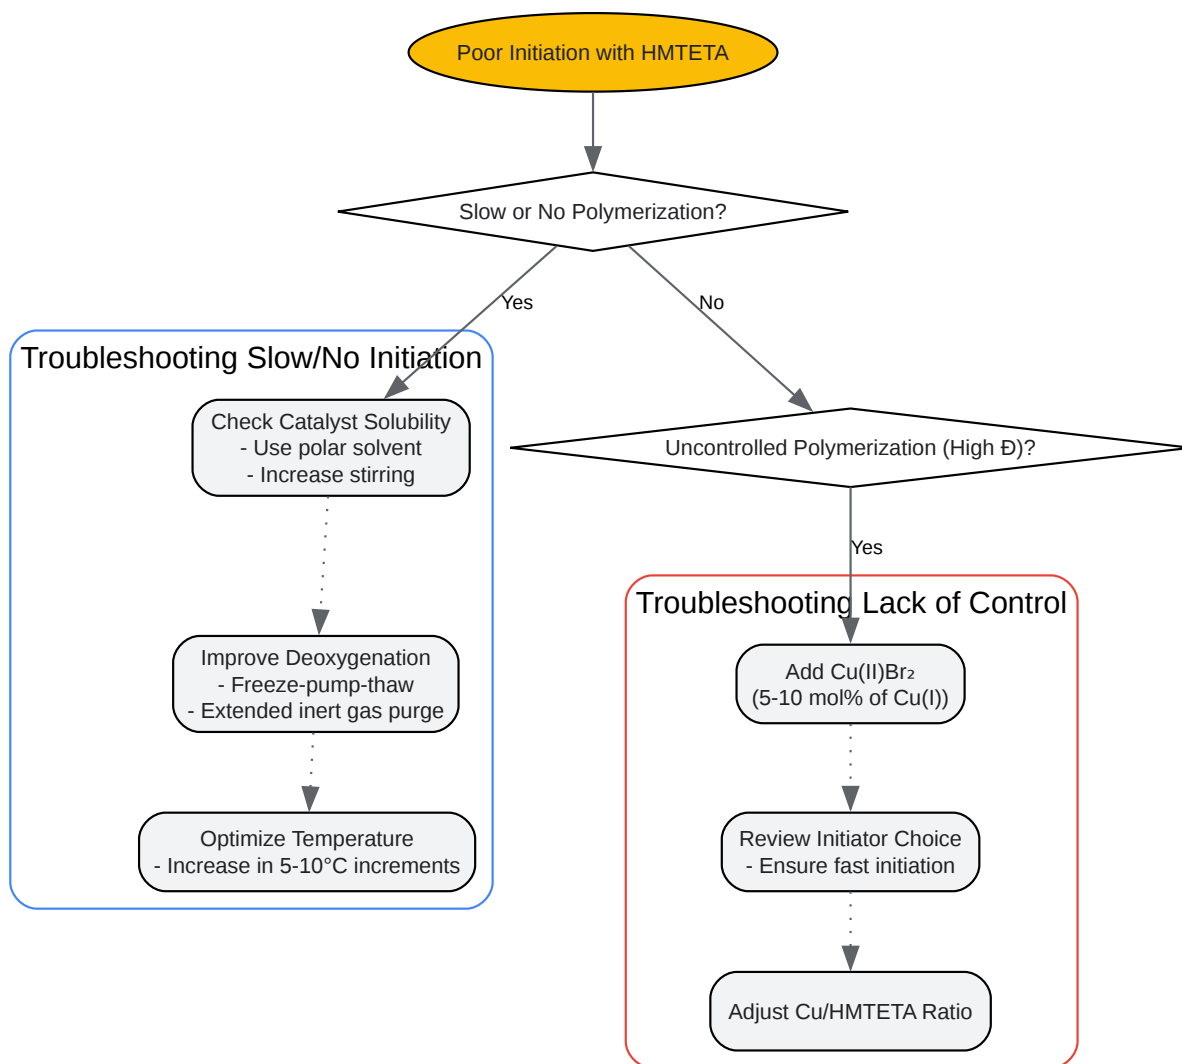 Poor Initiation with HMTETA
Slow or No Polymerization?
Yes
No
Troubleshooting Slow/No Initiation
Check Catalyst Solubility
- Use polar solvent
- Increase stirring
Improve Deoxygenation
- Freeze-pump-thaw
- Extended inert gas purge
Optimize Temperature
- Increase in 5-10°C increments
Uncontrolled Polymerization (High Đ)?
Yes
Troubleshooting Lack of Control
Add Cu(II)Br₂
(5-10 mol% of Cu(I))
Review Initiator Choice
- Ensure fast initiation
Adjust Cu/HMTETA Ratio